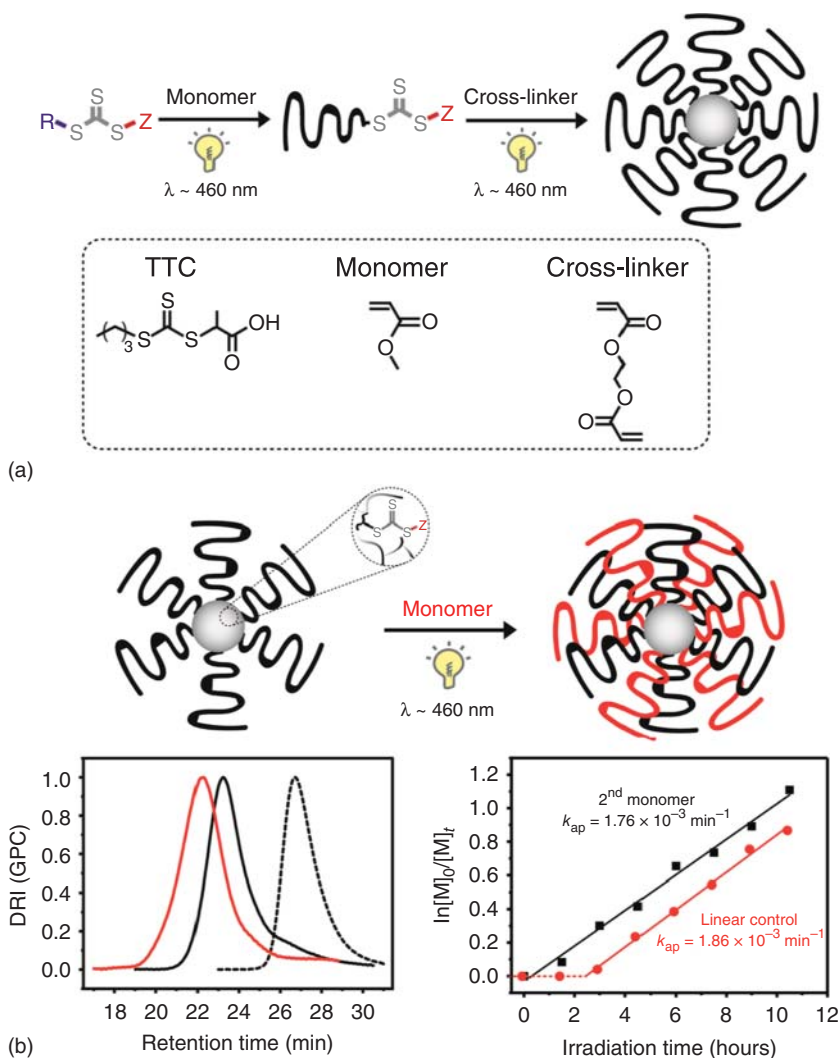 R
S
S
S
Z
Monomer
λ ~ 460 nm
S
S
S
Z
Cross-linker
λ ~ 460 nm
TTC
Monomer
Cross-linker
S
( )3 S S
OH
O
O
O
O
O
O
O
(a)
S
S
S
Z
Monomer
λ ~ 460 nm
1.0
0.8
0.6
0.4
0.2
0.0
DRI (GPC)
18 20 22 24 26 28 30
Retention time (min)
1.2
1.0
0.8
0.6
0.4
0.2
0.0
ln[M]0/[M]t
2nd monomer
kap = 1.76 × 10−3 min−1
Linear control
kap = 1.86 × 10−3 min−1
0 2 4 6 8 10 12
Irradiation time (hours)
(b)